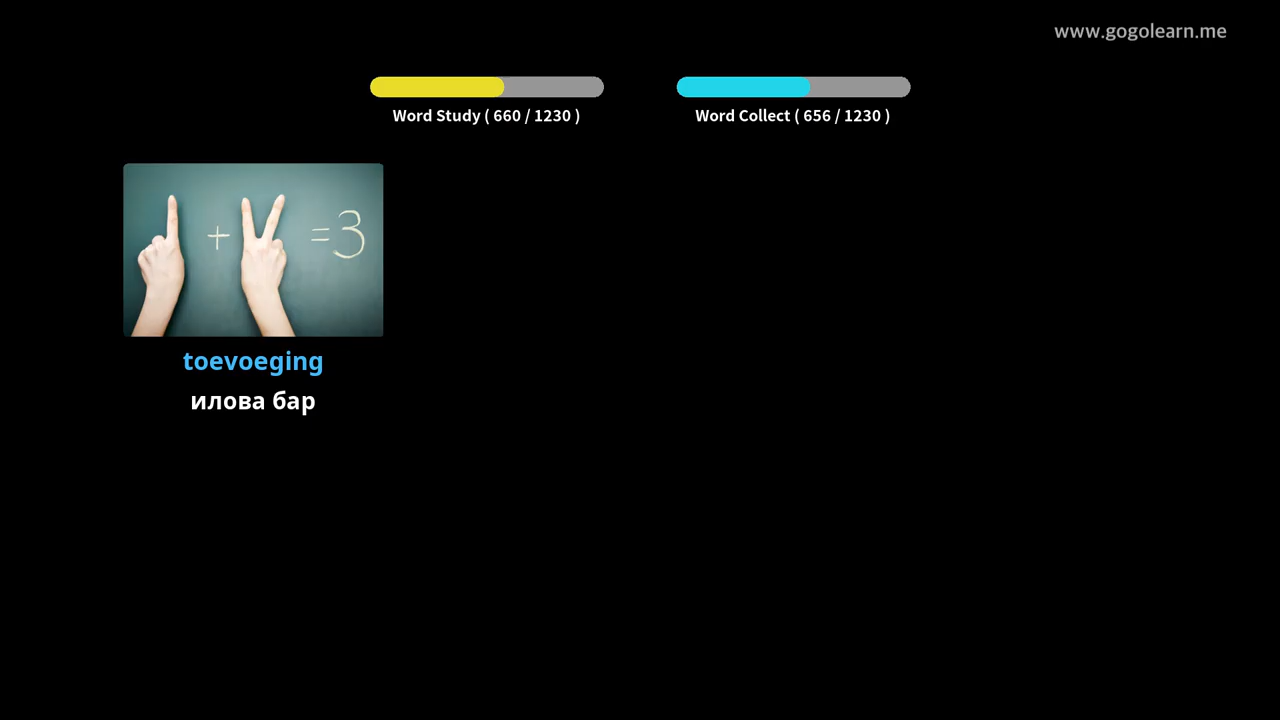 www.gogolearn.me
Word Study ( 660 / 1230 )
Word Collect ( 656 / 1230 )
+ =3
toevoeging
илова бар